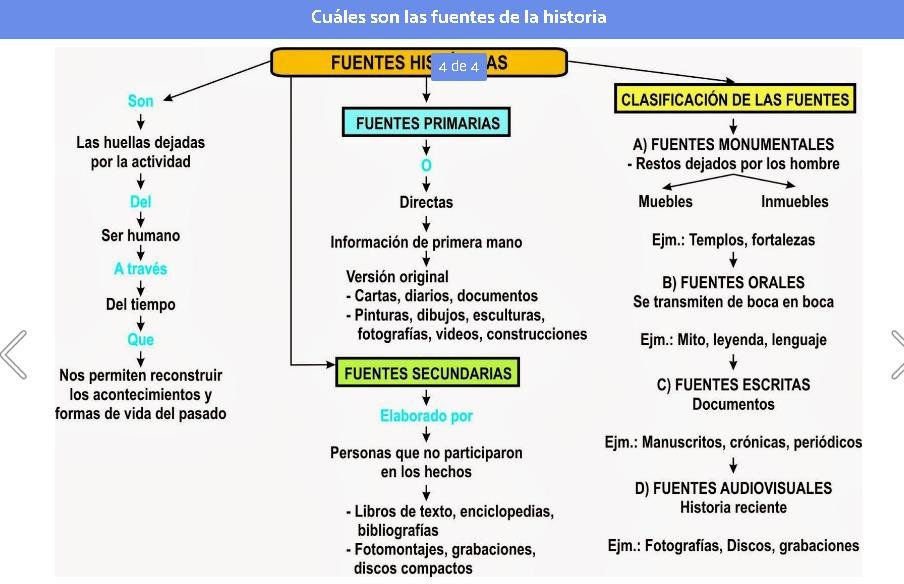 Cuáles son las fuentes de la historia
FUENTES HIS
AS
4 de 4
Son
Las huellas dejadas
por la actividad
Del
Ser humano
A través
Del tiempo
Que
Nos permiten reconstruir
los acontecimientos y
formas de vida del pasado
FUENTES PRIMARIAS
O
Directas
Información de primera mano
Versión original
- Cartas, diarios, documentos
- Pinturas, dibujos, esculturas,
fotografías, videos, construcciones
FUENTES SECUNDARIAS
Elaborado por
Personas que no participaron
en los hechos
- Libros de texto, enciclopedias,
bibliografías
- Fotomontajes, grabaciones,
discos compactos
CLASIFICACIÓN DE LAS FUENTES
A) FUENTES MONUMENTALES
- Restos dejados por los hombre
Muebles Inmuebles
Ejm.: Templos, fortalezas
B) FUENTES ORALES
Se transmiten de boca en boca
Ejm.: Mito, leyenda, lenguaje
C) FUENTES ESCRITAS
Documentos
Ejm.: Manuscritos, crónicas, periódicos
D) FUENTES AUDIOVISUALES
Historia reciente
Ejm.: Fotografías, Discos, grabaciones